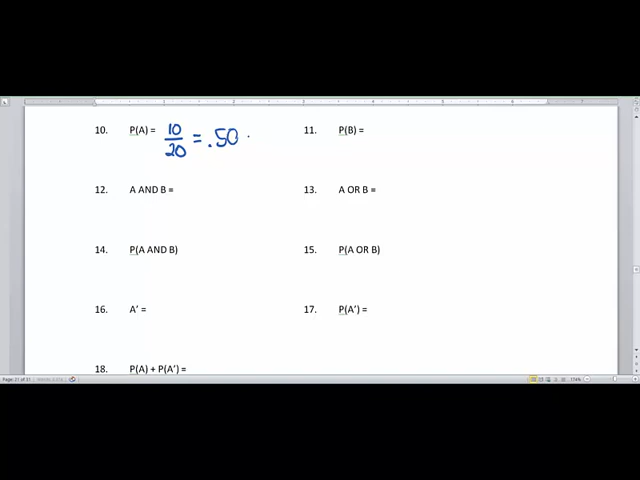 10. P(A) = 10/20 = .50
11. P(B) =
12. A AND B =
13. A OR B =
14. P(A AND B)
15. P(A OR B)
16. A’ =
17. P(A’) =
18. P(A) + P(A’) =